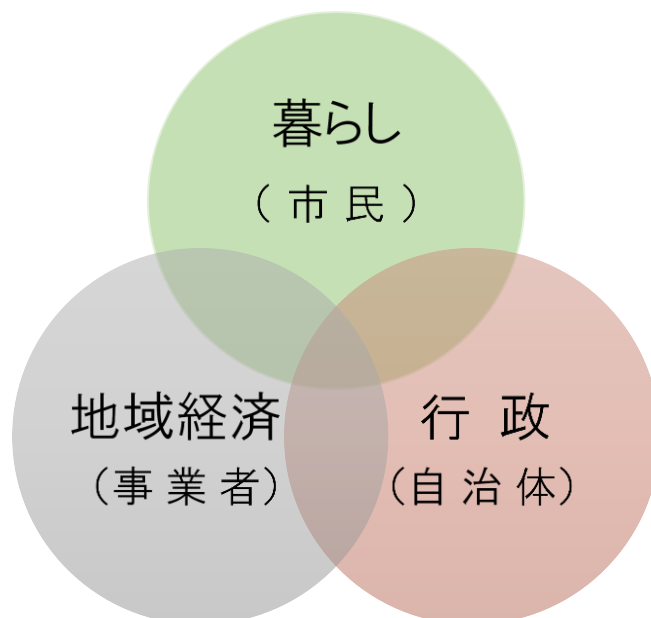 暮らし
（ 市 民 ）
地域経済
（事 業 者）
行 政
（自 治 体）